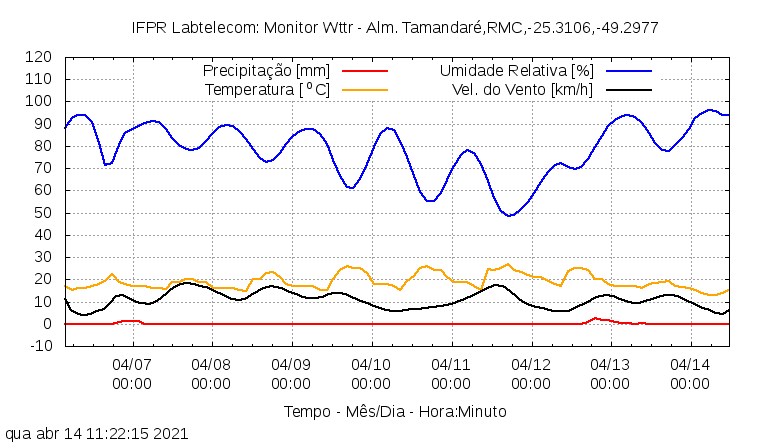 IFPR Labtelecom: Monitor Wttr - Alm. Tamandaré,RMC,-25.3106,-49.2977
Precipitação [mm]
Temperatura [⁰C]
Umidade Relativa [%]
Vel. do Vento [km/h]
120
110
100
90
80
70
60
50
40
30
20
10
0
-10
04/07 04/08 04/09 04/10 04/11 04/12 04/13 04/14
00:00 00:00 00:00 00:00 00:00 00:00 00:00 00:00
Tempo - Mês/Dia - Hora:Minuto
qua abr 14 11:22:15 2021